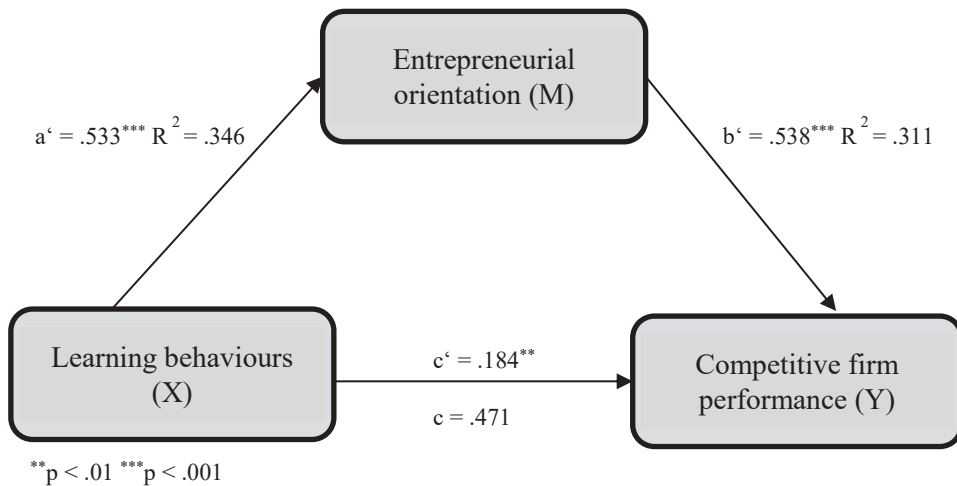 Entrepreneurial
orientation (M)
a‘ = .533*** R² = .346
b‘ = .538*** R² = .311
Learning behaviours
(X)
c‘ = .184**
c = .471
Competitive firm
performance (Y)
**p < .01 ***p < .001